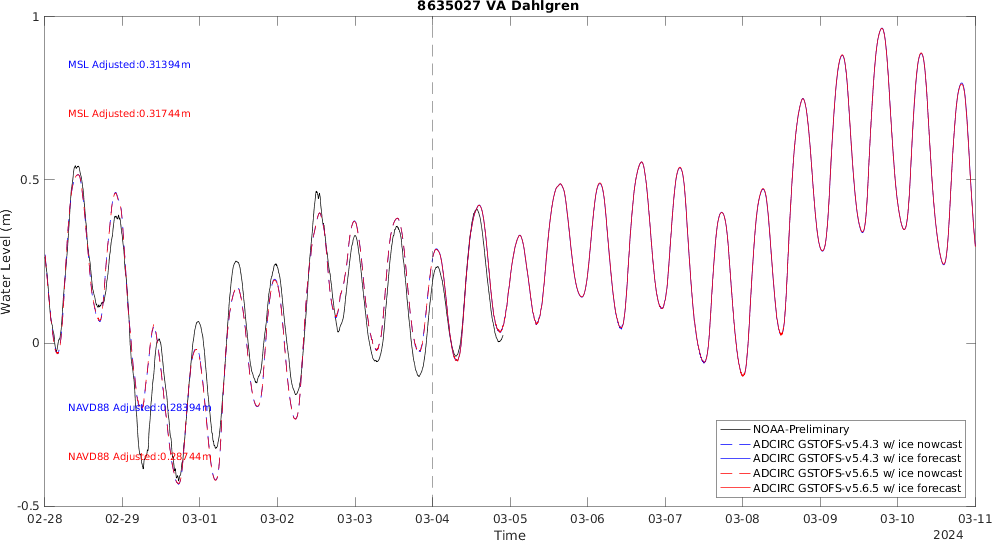 8635027 VA Dahlgren
MSL Adjusted:0.31394m
MSL Adjusted:0.31744m
NAVD88 Adjusted:0.28394m
NAVD88 Adjusted:0.28744m
Water Level (m)
1
0.5
0
-0.5
02-28 02-29 03-01 03-02 03-03 03-04 03-05 03-06 03-07 03-08 03-09 03-10 03-11
Time
2024
NOAA-Preliminary
ADCIRC GSTOFS-v5.4.3 w/ ice nowcast
ADCIRC GSTOFS-v5.4.3 w/ ice forecast
ADCIRC GSTOFS-v5.6.5 w/ ice nowcast
ADCIRC GSTOFS-v5.6.5 w/ ice forecast